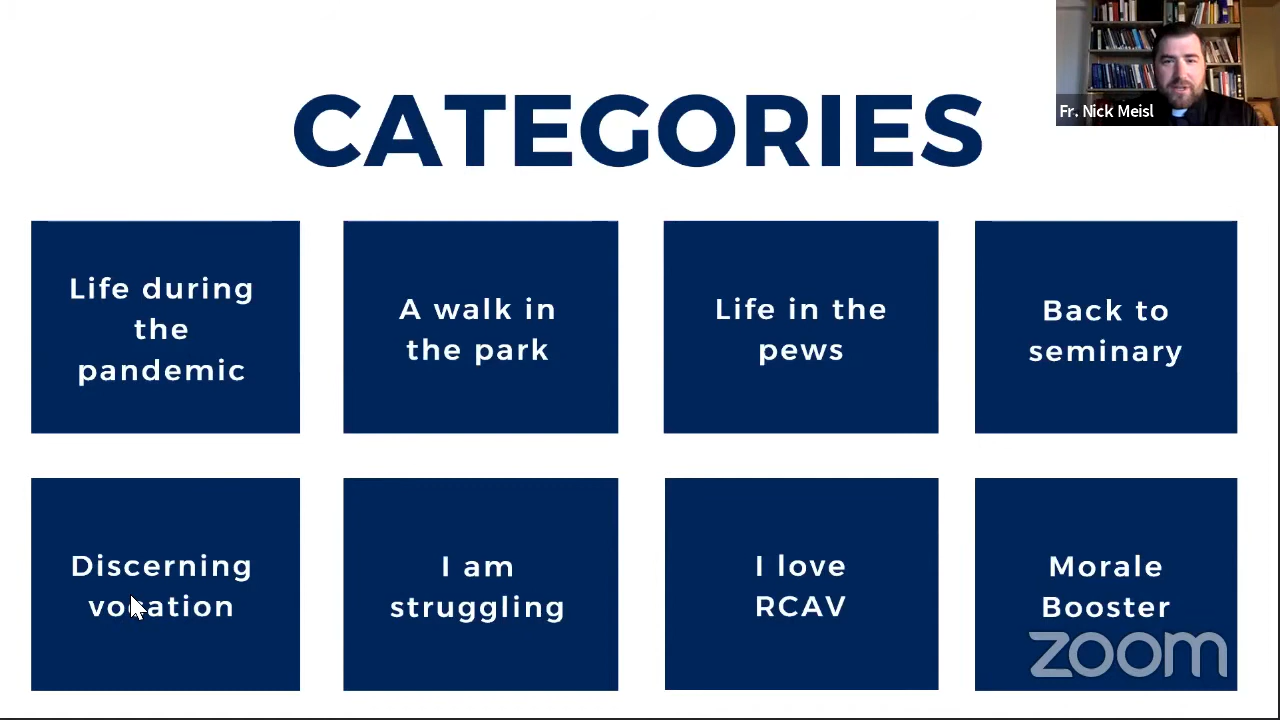 Fr. Nick Meisl
CATEGORIES
Life during
the
pandemic
A walk in
the park
Life in the
pews
Back to
seminary
Discerning
vocation
I am
struggling
I love
RCAV
Morale
Booster
zoom